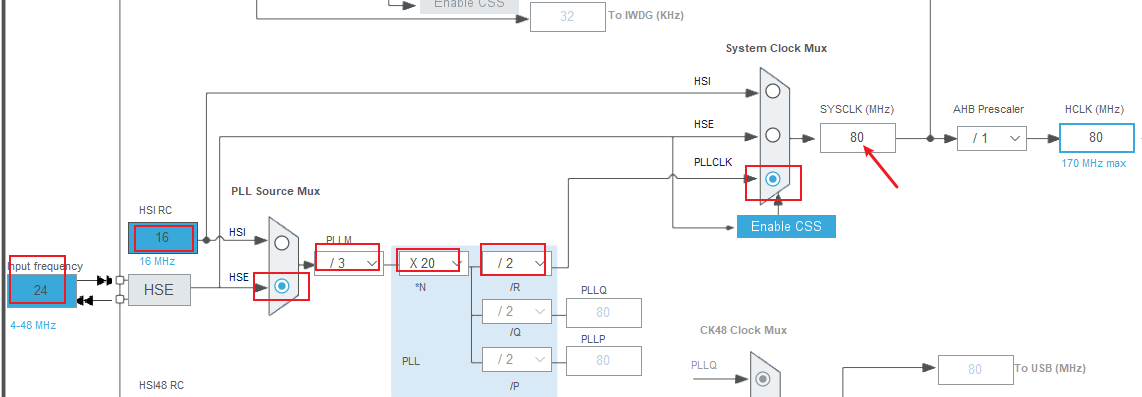 Enable CSS
32
To IWDG (KHz)
System Clock Mux
HSI
SYSCLK (MHz)
AHB Prescaler
HCLK (MHz)
HSE
80
/ 1
80
PLLCLK
170 MHz max
PLL Source Mux
HSI RC
Enable CSS
16
HSI
16 MHz
PLLM
Input frequency
/ 3
X 20
/ 2
HSE
24
HSE
*N
/R
PLLQ
4-48 MHz
/ 2
80
/Q
CK48 Clock Mux
PLLP
PLL
/ 2
80
PLLQ
80
To USB (MHz)
HSI48 RC
/P